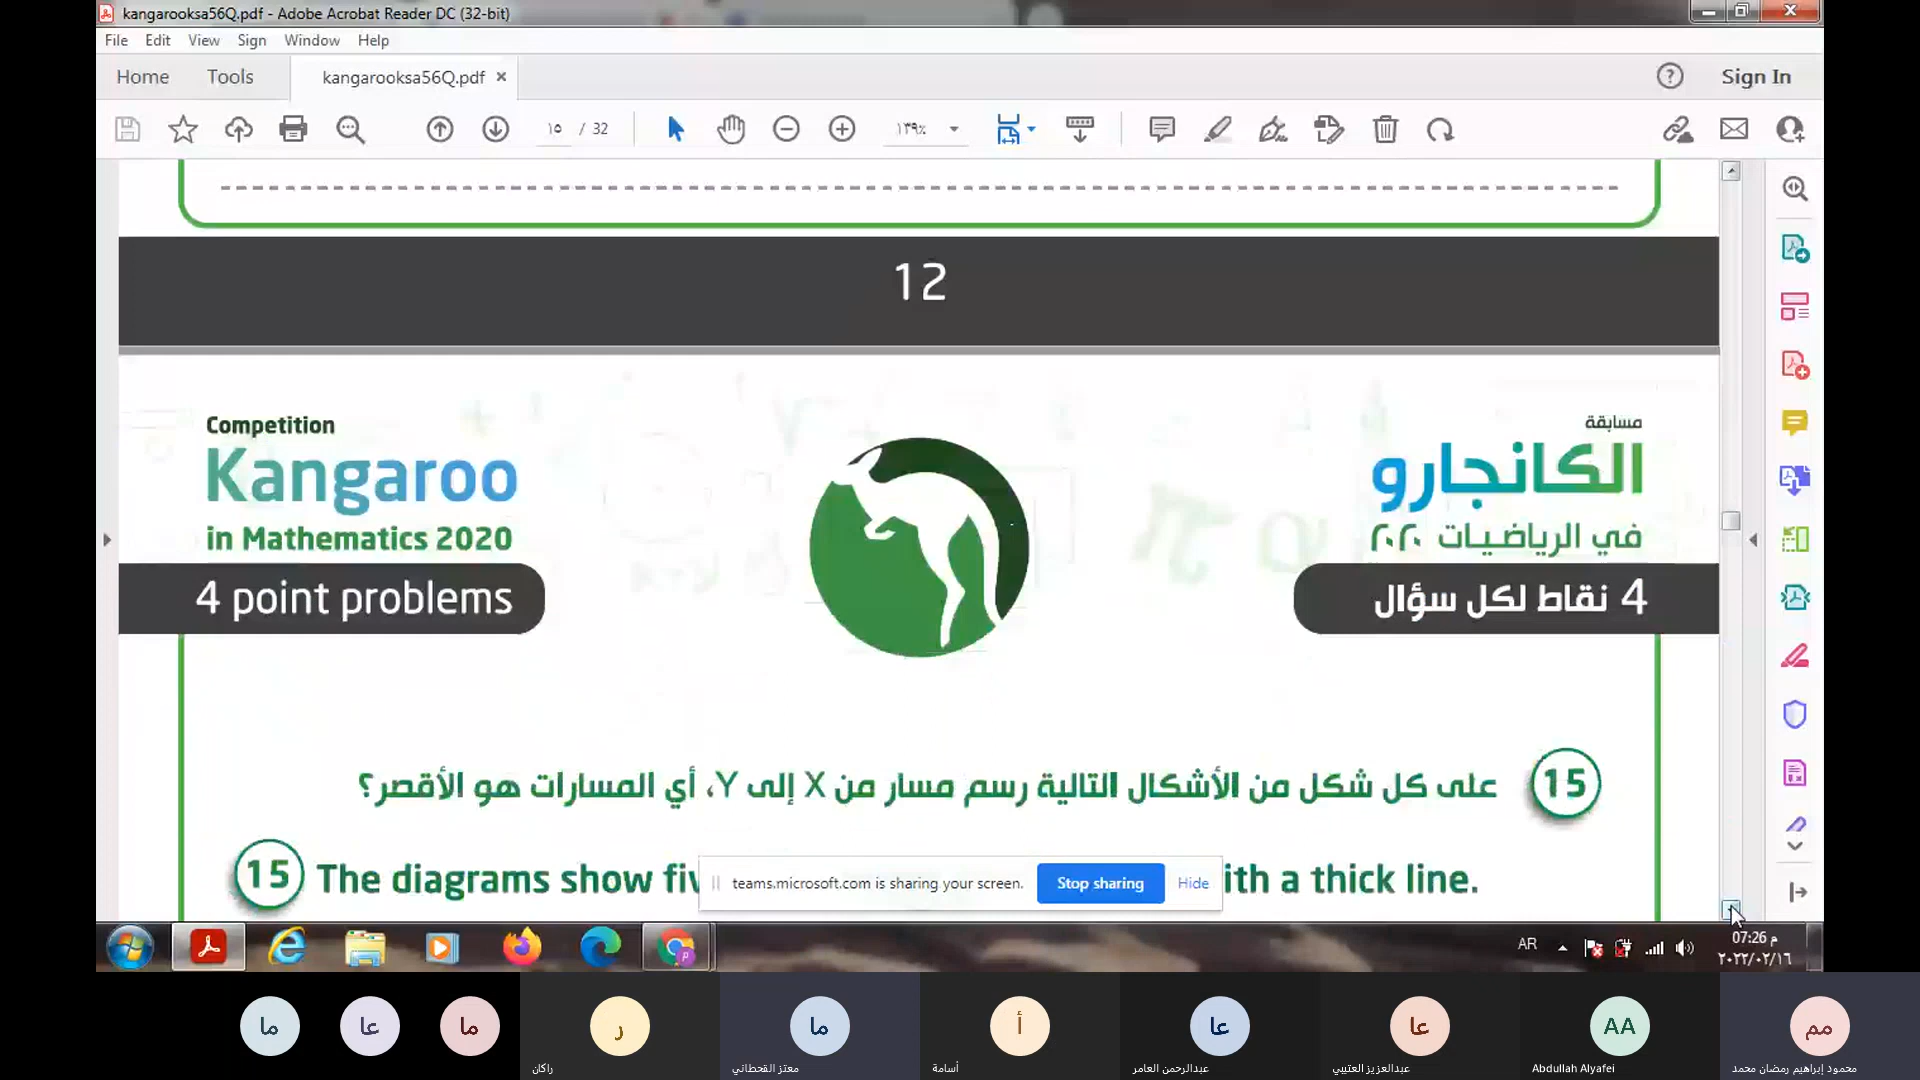 kangarooksa56Q.pdf - Adobe Acrobat Reader DC (32-bit)
File Edit View Sign Window Help
Home Tools kangarooksa56Q.pdf Sign In
١٥ / 32 ١٣٩٪
12
Competition
Kangaroo
in Mathematics 2020
4 point problems
مسابقة
الكانجارو
في الرياضيات ٢٠٢٠
4 نقاط لكل سؤال
15 على كل شكل من الأشكال التالية رسم مسار من X إلى Y، أي المسارات هو الأقصر؟
15 The diagrams show ith a thick line.
teams.microsoft.com is sharing your screen. Stop sharing Hide
AR
07:26 م
٢٠٢٢/٠٢/١٦
ما عا ما ر ما أ عا عا AA مم
راكان معتز القحطاني أسامة عبدالرحمن العامر عبدالعزيز العتيبي Abdullah Alyafei محمود إبراهيم رمضان محمد